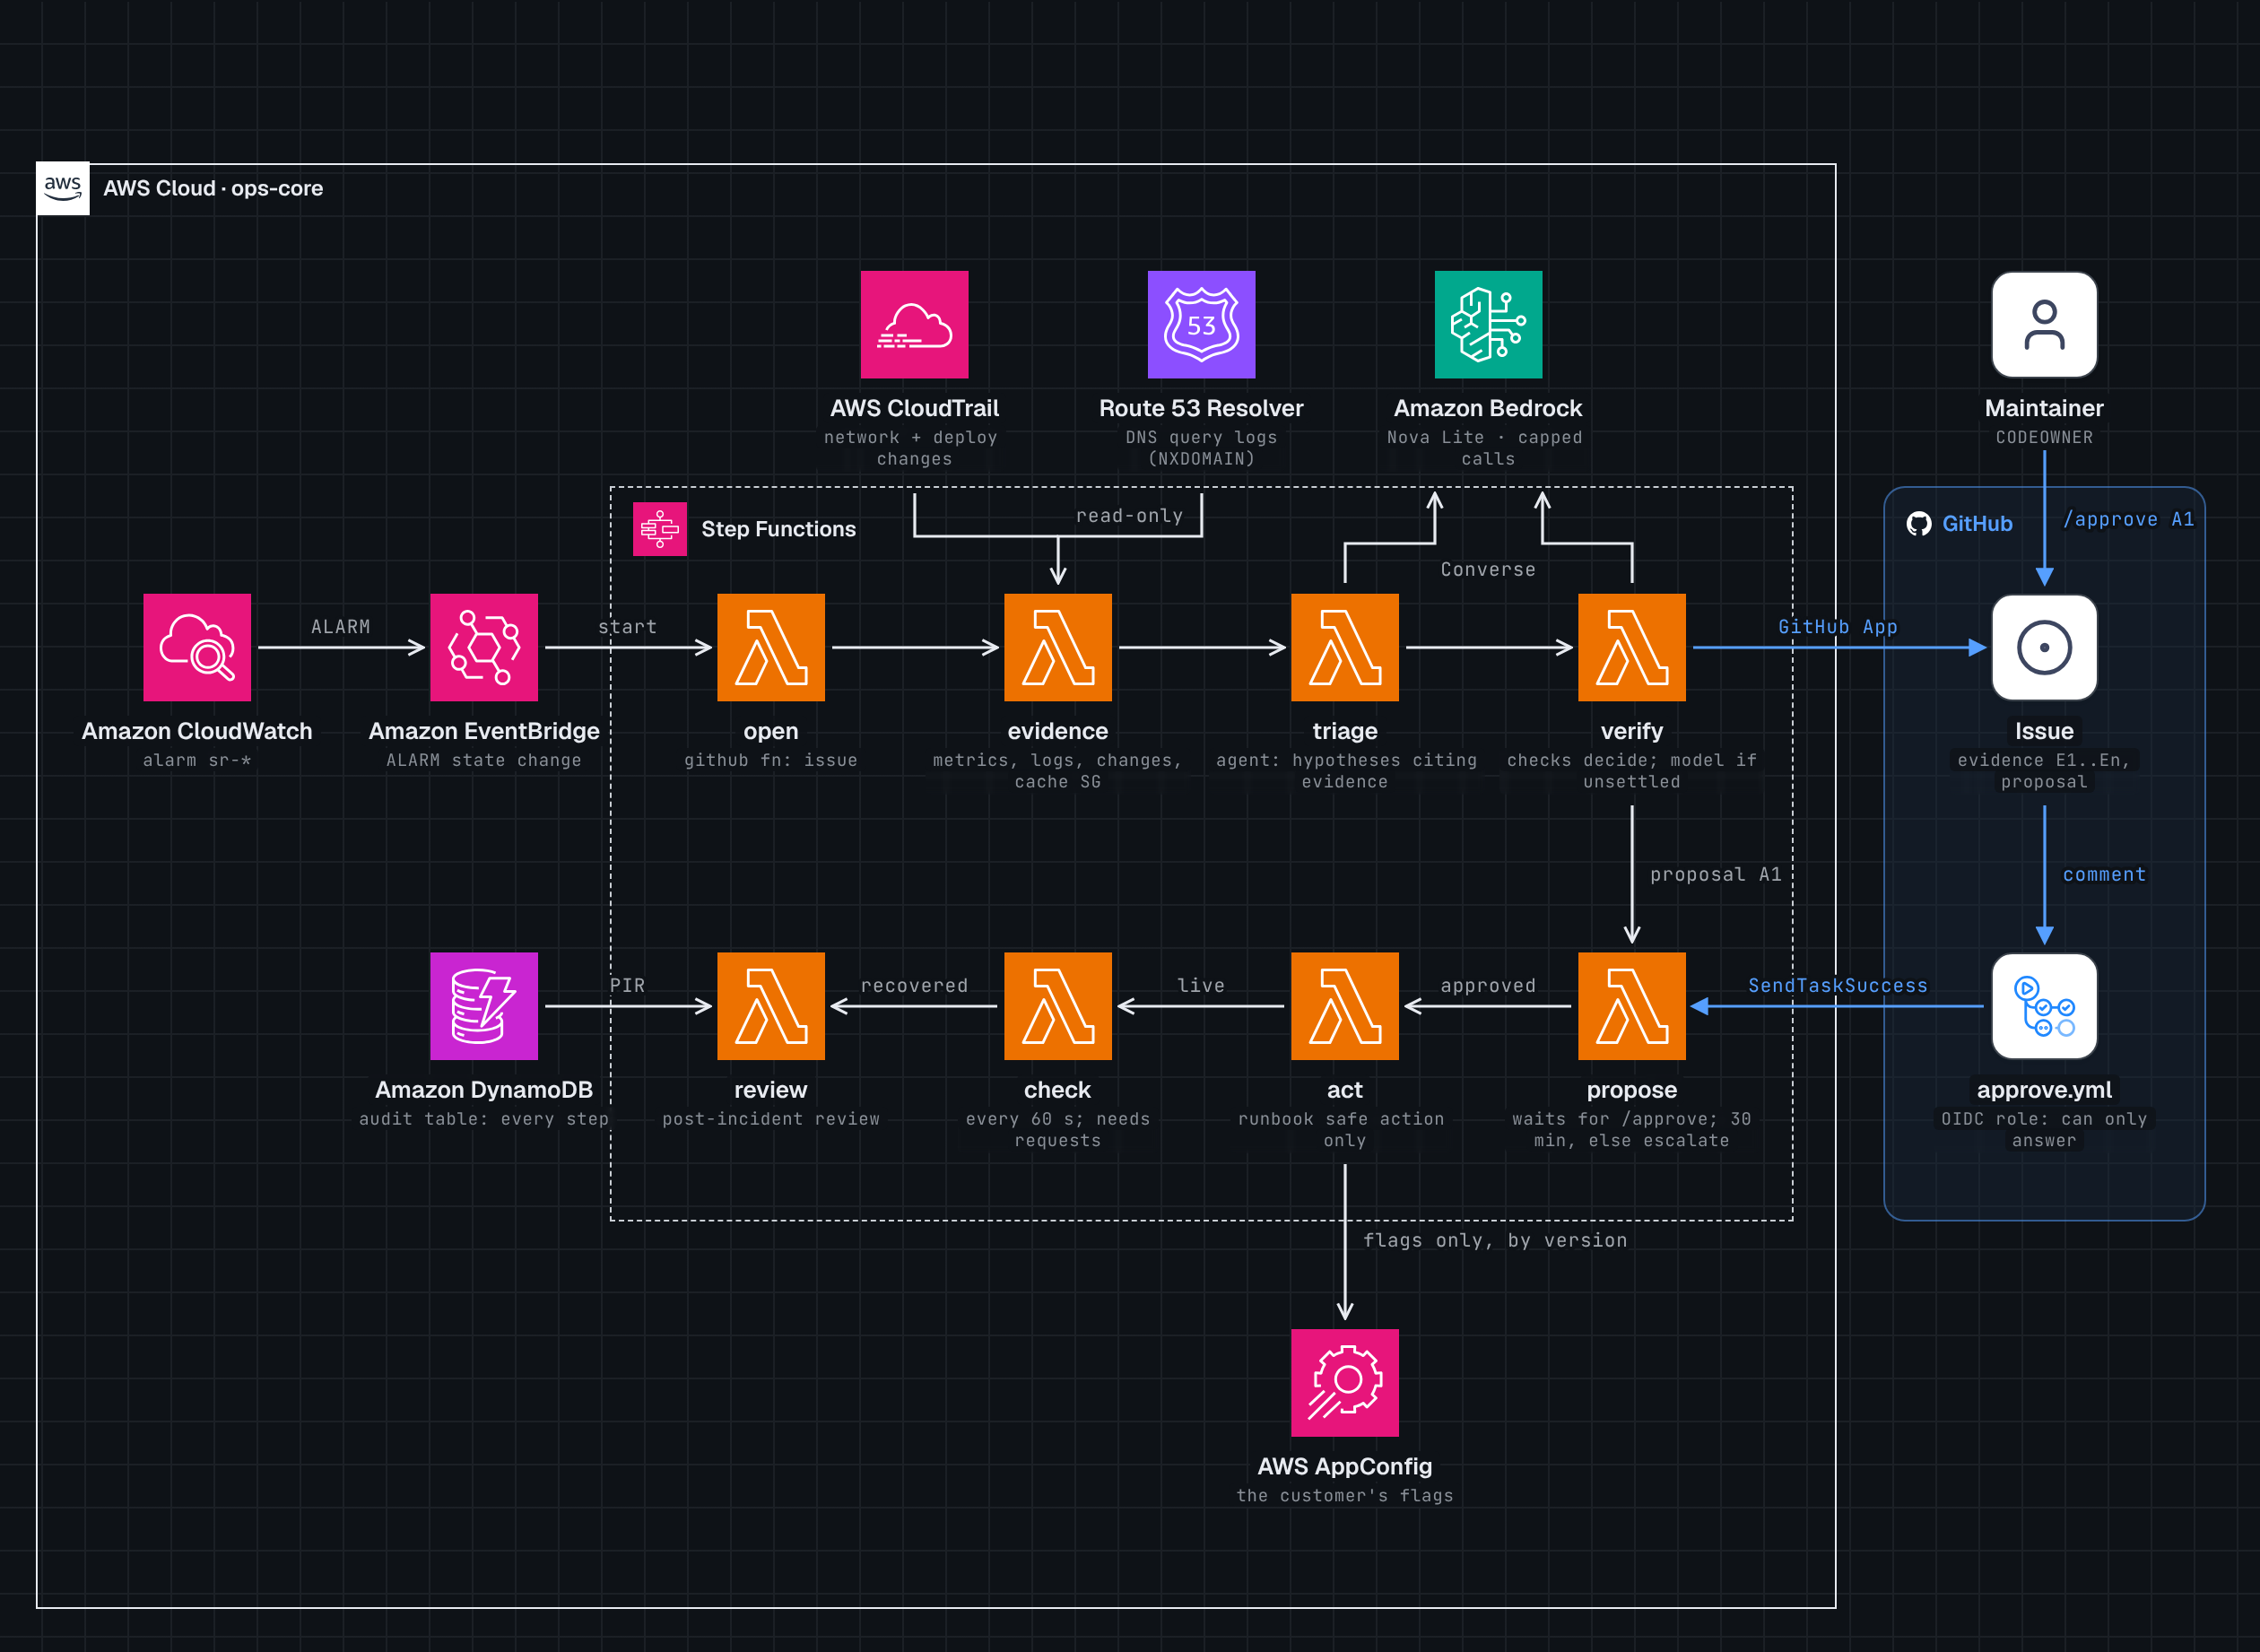 aws
AWS Cloud · ops-core
53
AWS CloudTrail
network + deploy
changes
Route 53 Resolver
DNS query logs
(NXDOMAIN)
Amazon Bedrock
Nova Lite · capped
calls
Maintainer
CODEOWNER
Step Functions
read-only
Converse
GitHub
/approve A1
ALARM
start
GitHub App
Amazon CloudWatch
alarm sr-*
Amazon EventBridge
ALARM state change
open
github fn: issue
evidence
metrics, logs, changes,
cache SG
triage
agent: hypotheses citing
evidence
verify
checks decide; model if
unsettled
Issue
evidence E1..En,
proposal
proposal A1
comment
PIR
recovered
live
approved
SendTaskSuccess
Amazon DynamoDB
audit table: every step
review
post-incident review
check
every 60 s; needs
requests
act
runbook safe action
only
propose
waits for /approve; 30
min, else escalate
approve.yml
OIDC role: can only
answer
flags only, by version
AWS AppConfig
the customer's flags